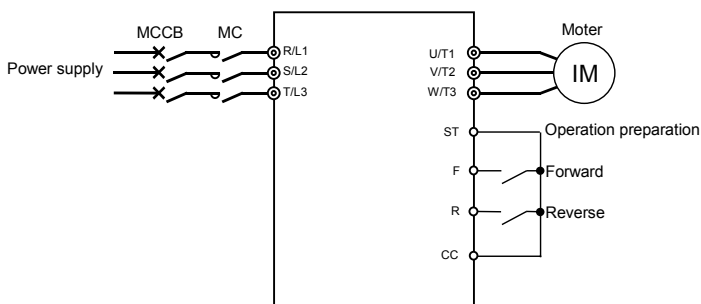 MCCB MC
Moter
Power supply
R/L1
S/L2
T/L3
U/T1
V/T2
W/T3
IM
ST Operation preparation
F Forward
R Reverse
CC